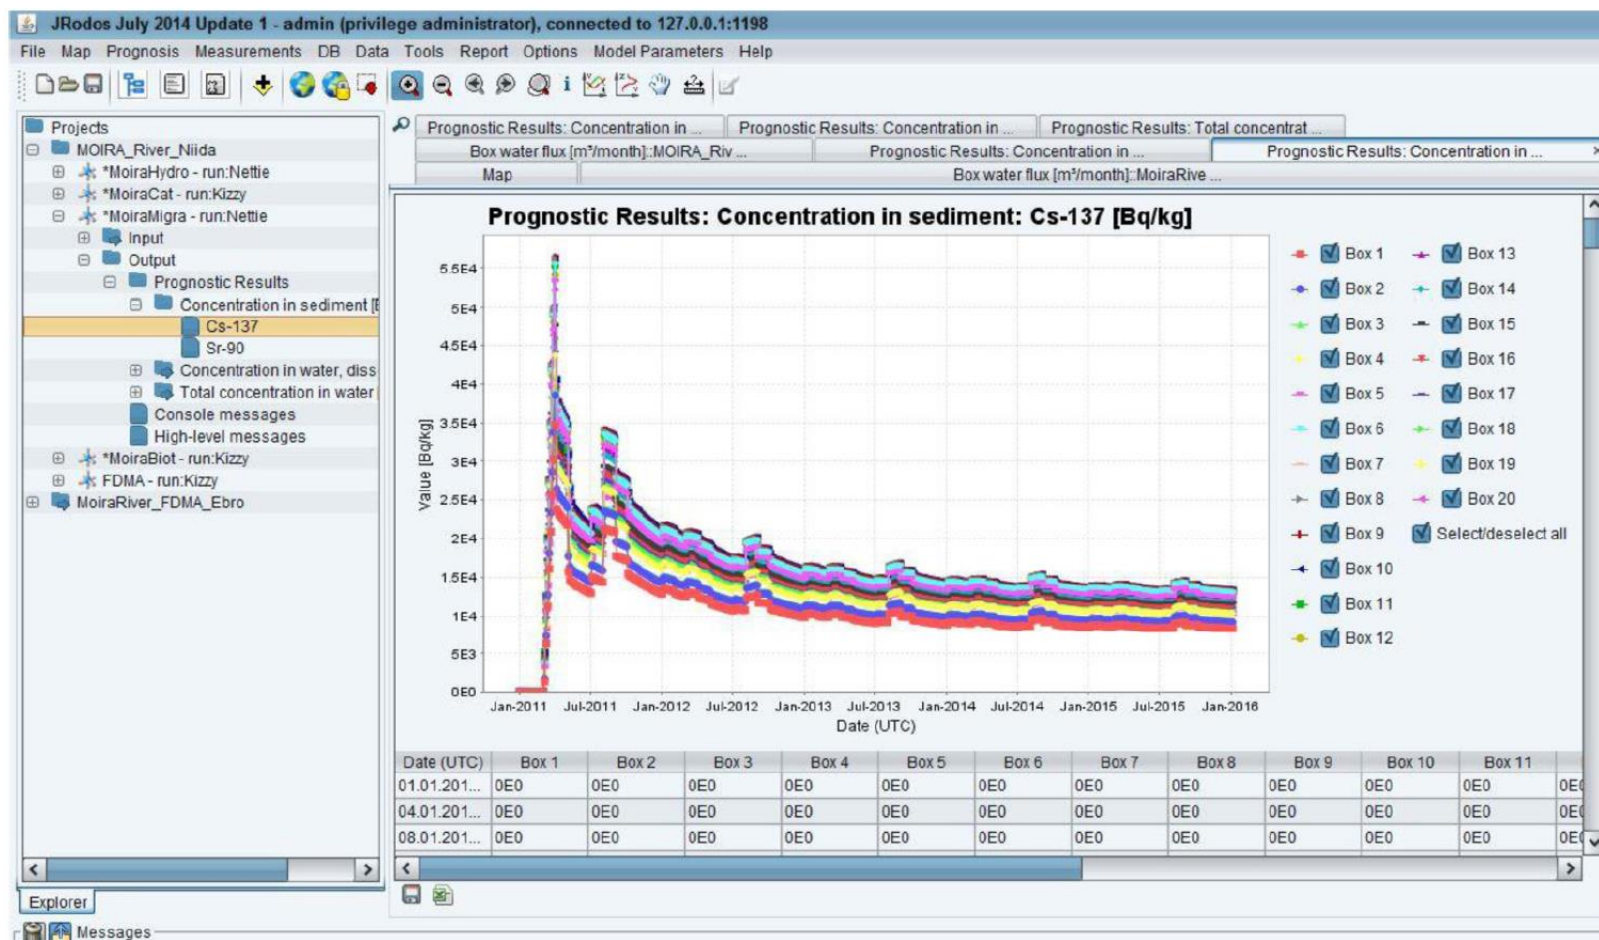 JRodos July 2014 Update 1 - admin (privilege administrator), connected to 127.0.0.1:1198
File Map Prognosis Measurements DB Data Tools Report Options Model Parameters Help
Projects
MOIRA_River_Niida
*MoiraHydro - run:Nettie
*MoiraCat - run:Kizzy
*MoiraMigra - run:Nettie
Input
Output
Prognostic Results
Concentration in sediment [B
Cs-137
Sr-90
Concentration in water, diss
Total concentration in water
Console messages
High-level messages
*MoiraBiot - run:Kizzy
FDMA - run:Kizzy
MoiraRiver_FDMA_Ebro
Explorer
Messages
Prognostic Results: Concentration in ... Prognostic Results: Concentration in ... Prognostic Results: Total concentrat ...
Box water flux [m³/month]::MOIRA_Riv ... Prognostic Results: Concentration in ... Prognostic Results: Concentration in ...
Map Box water flux [m³/month]::MoiraRive ...
Prognostic Results: Concentration in sediment: Cs-137 [Bq/kg]
Value [Bq/kg]
5.5E4
5E4
4.5E4
4E4
3.5E4
3E4
2.5E4
2E4
1.5E4
1E4
5E3
0E0
Jan-2011 Jul-2011 Jan-2012 Jul-2012 Jan-2013 Jul-2013 Jan-2014 Jul-2014 Jan-2015 Jul-2015 Jan-2016
Date (UTC)
Box 1 Box 13
Box 2 Box 14
Box 3 Box 15
Box 4 Box 16
Box 5 Box 17
Box 6 Box 18
Box 7 Box 19
Box 8 Box 20
Box 9 Select/deselect all
Box 10
Box 11
Box 12
Date (UTC) Box 1 Box 2 Box 3 Box 4 Box 5 Box 6 Box 7 Box 8 Box 9 Box 10 Box 11
01.01.201... 0E0 0E0 0E0 0E0 0E0 0E0 0E0 0E0 0E0 0E0 0E0 0E0
04.01.201... 0E0 0E0 0E0 0E0 0E0 0E0 0E0 0E0 0E0 0E0 0E0 0E0
08.01.201... 0E0 0E0 0E0 0E0 0E0 0E0 0E0 0E0 0E0 0E0 0E0 0E0